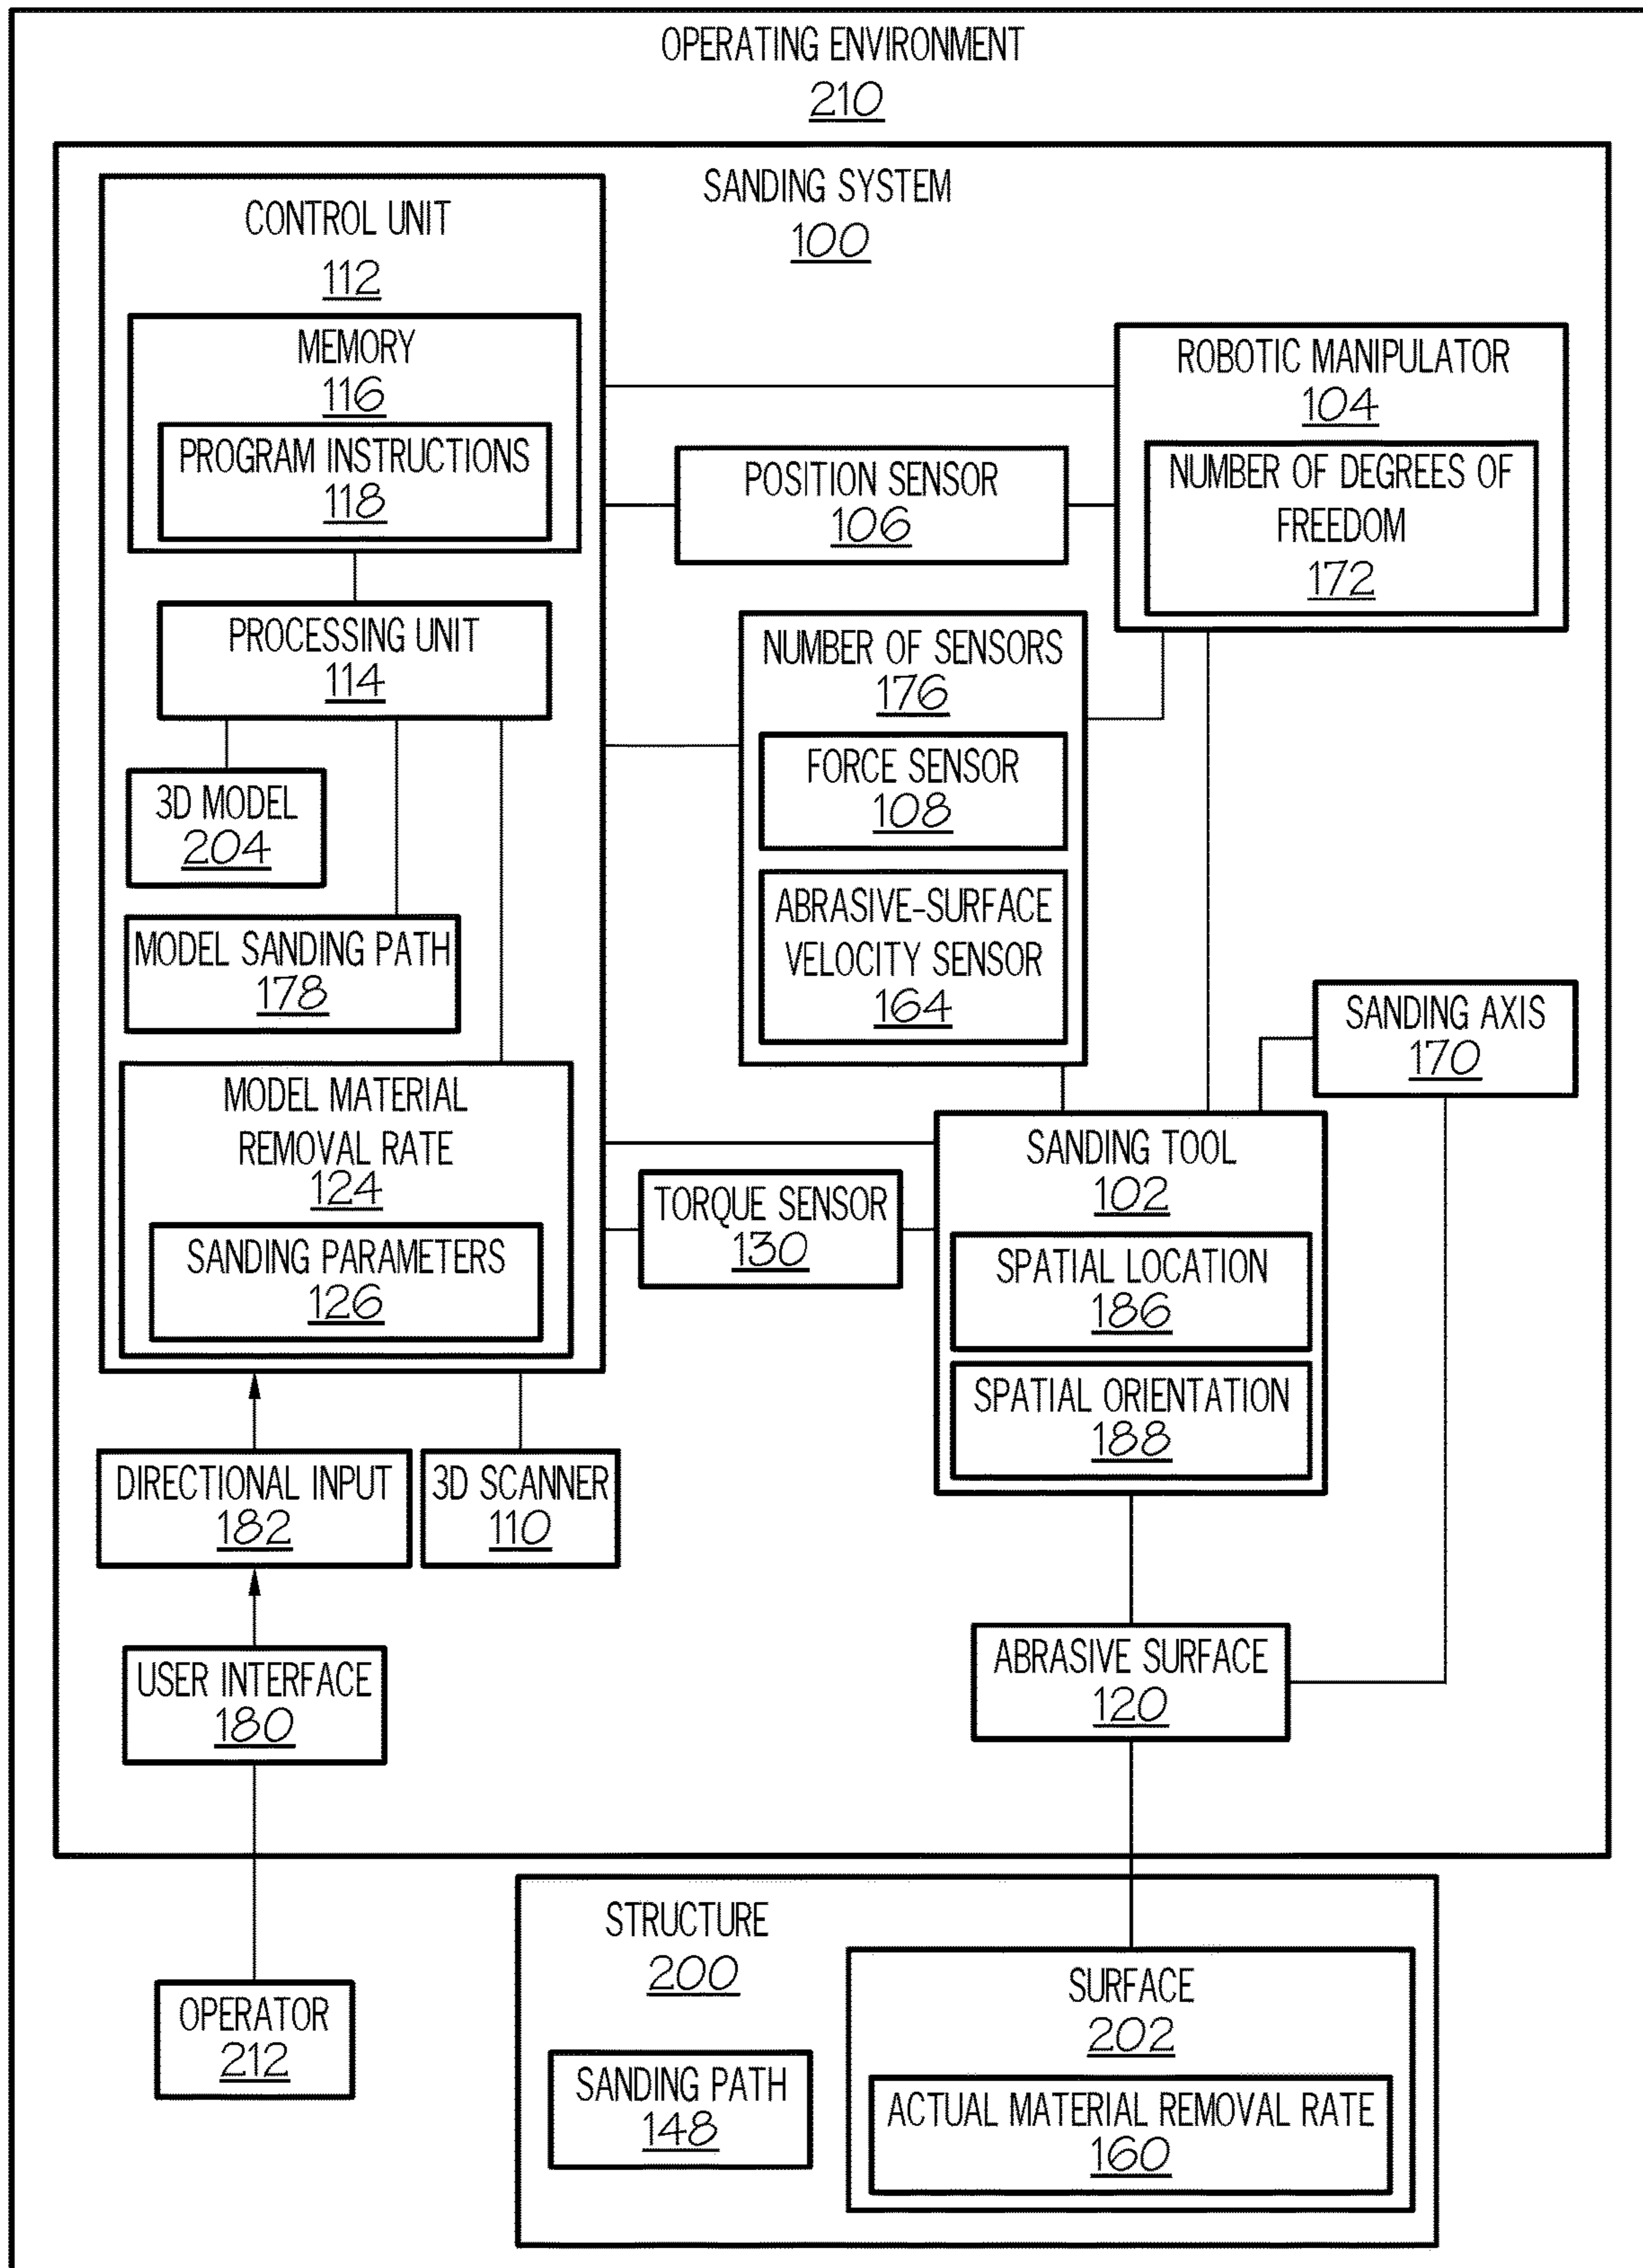 OPERATING ENVIRONMENT
210
SANDING SYSTEM
100
CONTROL UNIT
112
MEMORY
116
PROGRAM INSTRUCTIONS
118
PROCESSING UNIT
114
3D MODEL
204
MODEL SANDING PATH
178
MODEL MATERIAL
REMOVAL RATE
124
SANDING PARAMETERS
126
POSITION SENSOR
106
ROBOTIC MANIPULATOR
104
NUMBER OF DEGREES OF
FREEDOM
172
NUMBER OF SENSORS
176
FORCE SENSOR
108
ABRASIVE-SURFACE
VELOCITY SENSOR
164
SANDING AXIS
170
TORQUE SENSOR
130
SANDING TOOL
102
SPATIAL LOCATION
186
SPATIAL ORIENTATION
188
DIRECTIONAL INPUT
182
3D SCANNER
110
USER INTERFACE
180
ABRASIVE SURFACE
120
OPERATOR
212
STRUCTURE
200
SANDING PATH
148
SURFACE
202
ACTUAL MATERIAL REMOVAL RATE
160